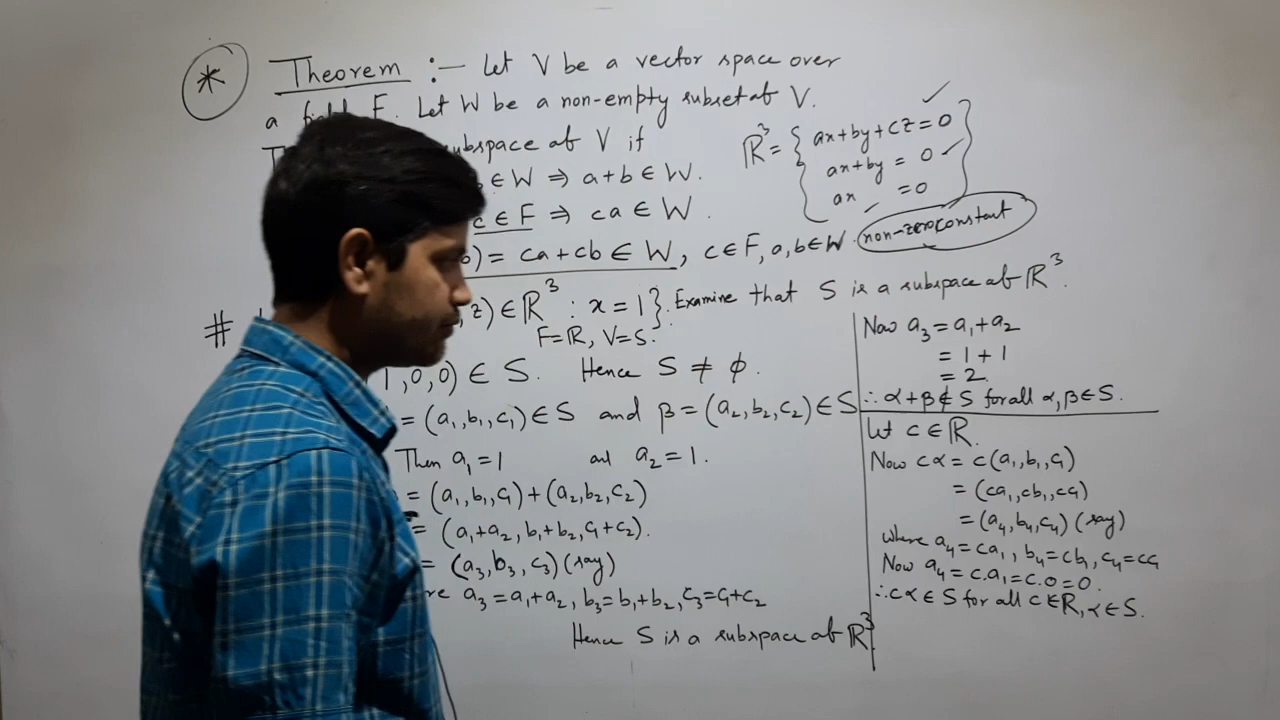 *
Theorem :- Let V be a vector space over
a field F. Let W be a non-empty subset of V.
subspace of V if
∈ W ⇒ a+b ∈ W.
c ∈ F ⇒ ca ∈ W.
) = ca+cb ∈ W, c∈F, a,b∈W.
ℝ³ = { ax+by+cz=0 ✓
ax+by = 0 ✓
ax = 0 ✓ }
non-zero constant
# , z) ∈ ℝ³ : x = 1}. Examine that S is a subspace of ℝ³.
F=ℝ, V=S.
1,0,0) ∈ S. Hence S ≠ φ.
= (a₁,b₁,c₁) ∈ S and β = (a₂,b₂,c₂) ∈ S
Then a₁=1 and a₂=1.
= (a₁,b₁,c₁)+(a₂,b₂,c₂)
= (a₁+a₂, b₁+b₂, c₁+c₂).
= (a₃,b₃,c₃) (say)
a₃=a₁+a₂, b₃=b₁+b₂, c₃=c₁+c₂
Hence S is a subspace of ℝ³
Now a₃ = a₁+a₂
= 1+1
= 2.
∴ α+β ∉ S for all α,β∈S.
Let c∈ℝ.
Now cα = c(a₁,b₁,c₁)
= (ca₁,cb₁,cc₁)
= (a₄,b₄,c₄) (say)
where a₄=ca₁, b₄=cb₁, c₄=cc₁
Now a₄=c.a₁=c.0=0.
∴ cα∈S for all c∈ℝ, α∈S.